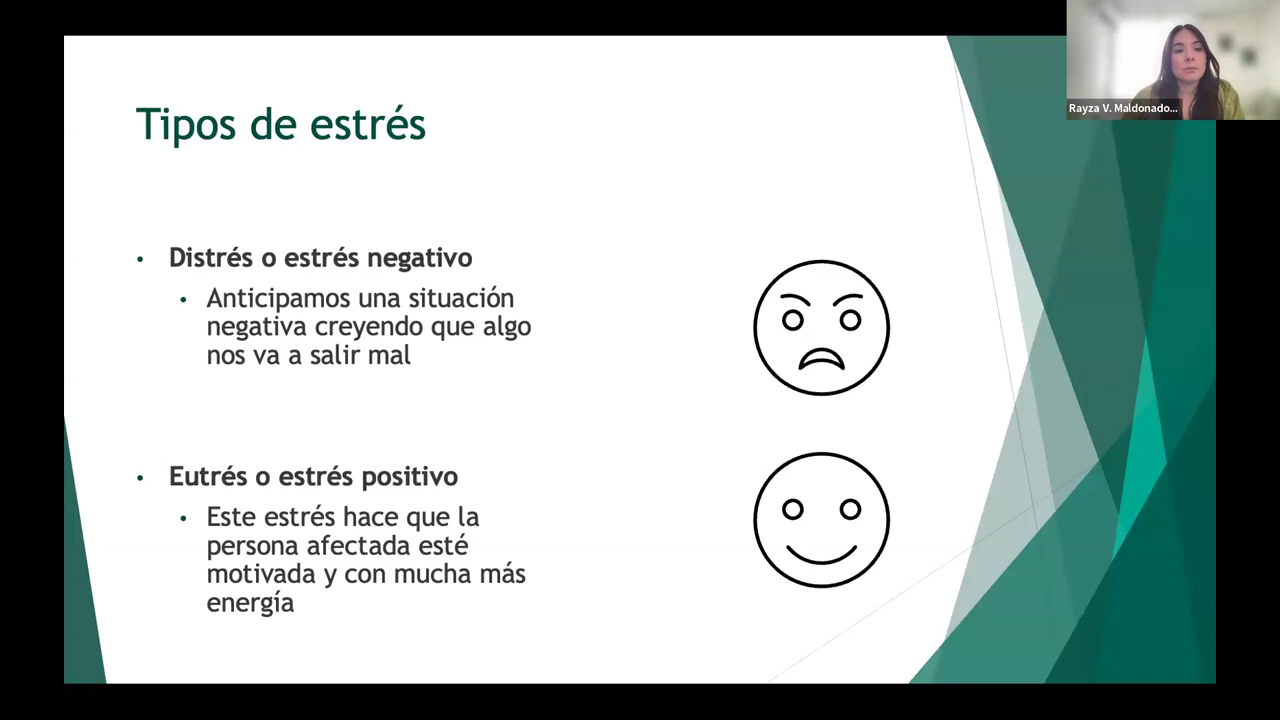 Rayza V. Maldonado...
Tipos de estrés
• Distrés o estrés negativo
• Anticipamos una situación
negativa creyendo que algo
nos va a salir mal
• Eutrés o estrés positivo
• Este estrés hace que la
persona afectada esté
motivada y con mucha más
energía